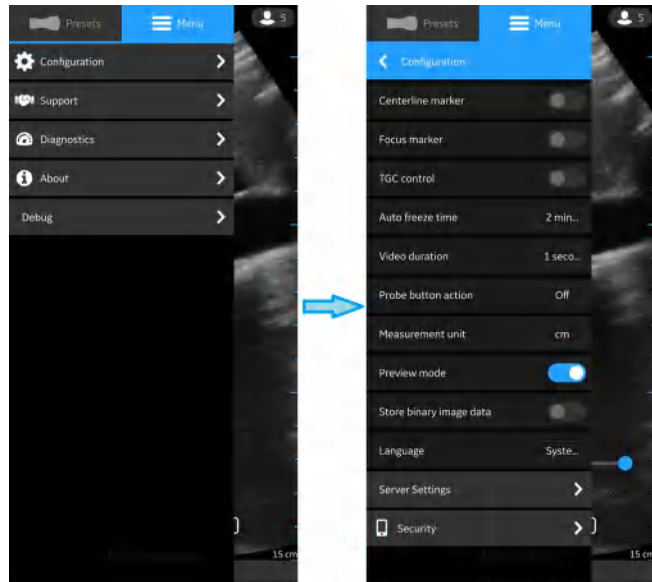 Presets Menu 5
Configuration
Support
Diagnostics
About
Debug
15 cm
Presets Menu 5
Configuration
Centerline marker
Focus marker
TGC control
Auto freeze time 2 min...
Video duration 1 seco...
Probe button action Off
Measurement unit cm
Preview mode
Store binary image data
Language Syste...
Server Settings
Security
15 cm